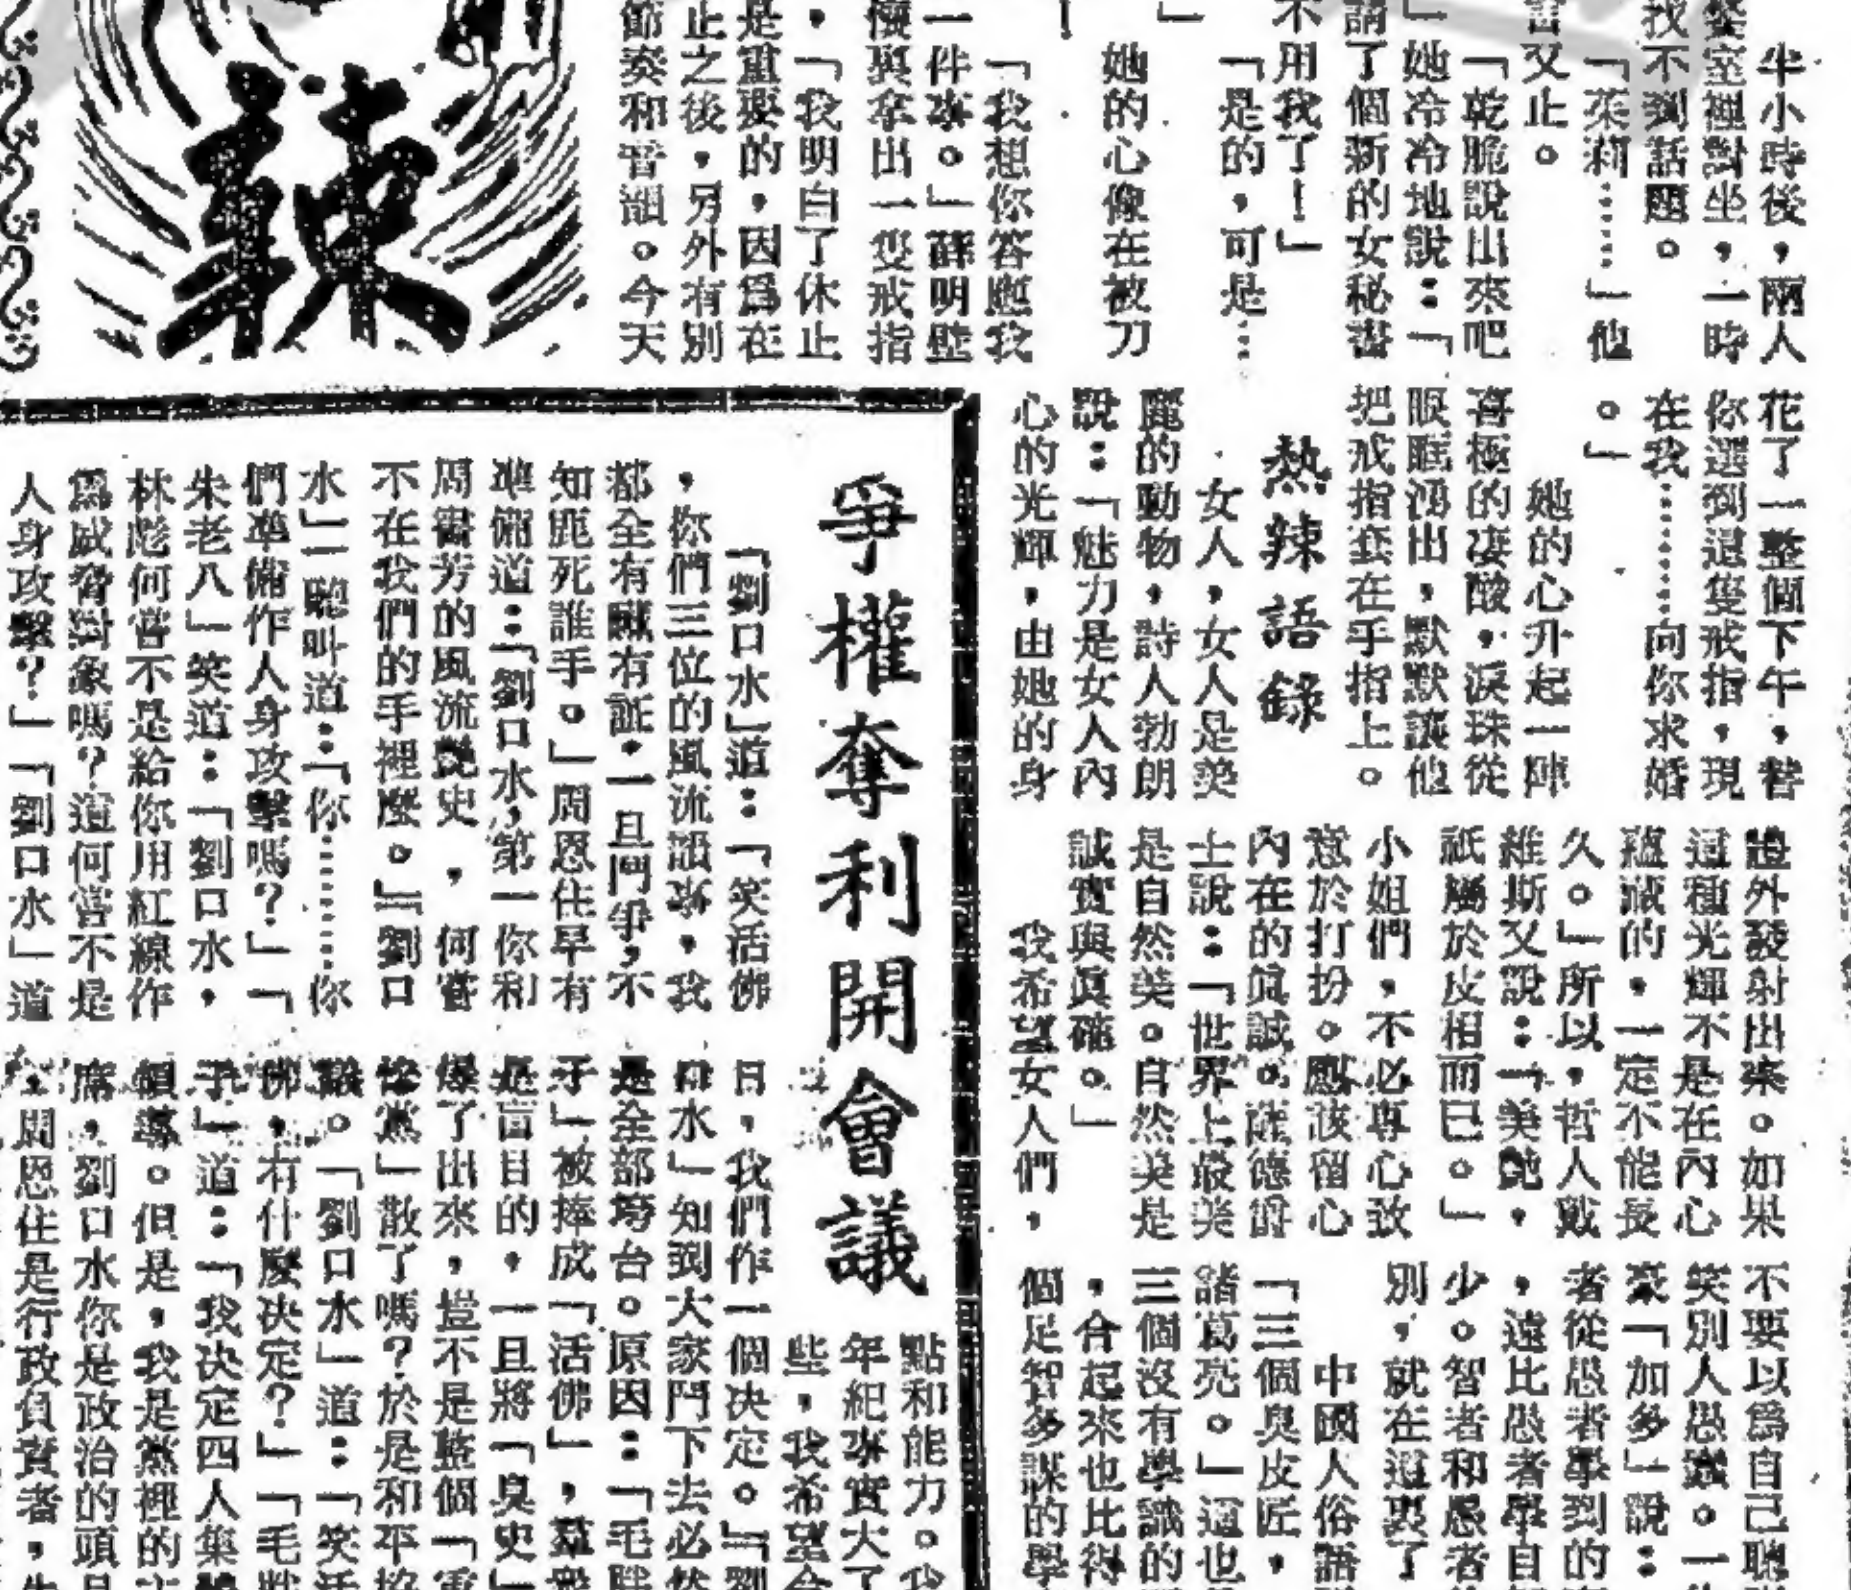 半小時後，兩人
室裡對坐，一時
找不到話題。
「茱莉……」他
又止。
「乾脆說出來吧
」她冷冷地說：「
請了個新的女秘書
不用我了！」
「是的，可是…
」
她的心像在被刀
！
「我想你答應我
一件事。」薛明壁
懷裏拿出一隻戒指
，「我明白了休止
是重要的，因爲在
止之後，另外有別
節奏和音韻。今天
辣
花了一整個下午，替
你選到這隻戒指，現
在我………向你求婚
。」
她的心升起一陣
喜極的凄酸，淚珠從
眼眶湧出，默默讓他
把戒指套在手指上。
熱辣語錄
女人，女人是美
麗的動物，詩人勃朗
說：「魅力是女人內
心的光輝，由她的身
體外發射出來。如果
這種光輝不是在內心
蘊藏的，一定不能長
久。」所以，哲人戴
維斯又說：「美艶，
祇屬於皮相而已。」
小姐們，不必專心致
意於打扮。應該留心
內在的眞誠。薩德爵
士說：「世界上最美
是自然美。自然美是
誠實與眞確。」
我希望女人們，
不要以爲自己聰
笑別人愚蠢。一
豪「加多」說：
者從愚者學到的
，遠比愚者學自
少。智者和愚者
別，就在這裏了
中國人俗語
「三個臭皮匠，
諸葛亮。」這也
三個沒有學識的
，合起來也比得
個足智多謀的學
爭權奪利開會議
「劉口水」道：「笑活佛
，你們三位的風流韻事，我
都全有贓有証，一旦鬥爭，不
知鹿死誰手。」周恩住早有
準備道：「劉口水，第一你和
周嚮芳的風流艶史，何嘗
不在我們的手裡麼。』「劉口
水」一聽叫道：「你………你
們準備作人身攻擊嗎？」「
朱老八」笑道：「劉口水，
林彪何嘗不是給你用紅線作
爲威脅對象嗎？這何嘗不是
人身攻擊？」「劉口水」道
點和能力。我
年紀事實大了
些，我希望今
日，我們作一個决定。」「劉
口水」知到大家鬥下去必然
是全部垮台。原因：「毛
子」被捧成「活佛」，羣衆
是盲目的，一旦將「臭史」
爆了出來，豈不是整個「
黨」散了嗎？於是和平協
。「劉口水」道：「笑活
佛，有什麼决定？」「毛
子」道：「我决定四人集體
領導。但是，我是黨裡的主
席，劉口水你是政治的頭
周恩住是行政負責者，